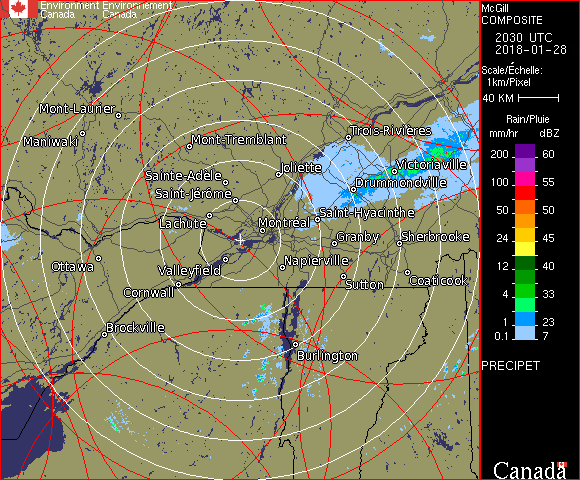 Environment Environnement
Canada Canada
Mont-Laurier
Maniwaki
Mont-Tremblant
Trois-Rivières
Sainte-Adèle
Joliette
Victoriaville
Saint-Jérôme
Drummondville
Lachute
Montréal
Saint-Hyacinthe
Granby
Sherbrooke
Ottawa
Valleyfield
Napierville
Cornwall
Sutton
Coaticook
Brockville
Burlington
McGill
COMPOSITE
2030 UTC
2018-01-28
Scale/Échelle:
1km/Pixel
40 KM
Rain/Pluie
mm/hr dBZ
200 60
100 55
50 50
24 45
12 40
4 33
1 23
0.1 7
PRECIPET
Canada